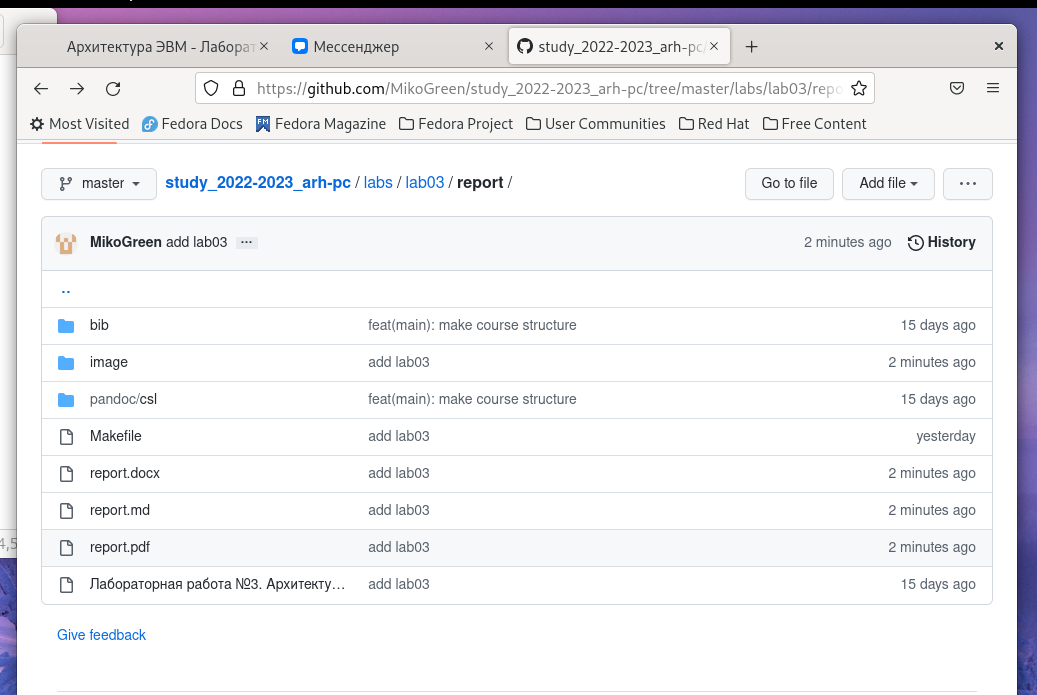 Архитектура ЭВМ - Лаборат
Мессенджер
study_2022-2023_arh-pc/
https://github.com/MikoGreen/study_2022-2023_arh-pc/tree/master/labs/lab03/repo
Most Visited Fedora Docs Fedora Magazine Fedora Project User Communities Red Hat Free Content
master study_2022-2023_arh-pc / labs / lab03 / report / Go to file Add file ...
MikoGreen add lab03 ... 2 minutes ago History
..
bib feat(main): make course structure 15 days ago
image add lab03 2 minutes ago
pandoc/csl feat(main): make course structure 15 days ago
Makefile add lab03 yesterday
report.docx add lab03 2 minutes ago
report.md add lab03 2 minutes ago
report.pdf add lab03 2 minutes ago
4,5
Лабораторная работа №3. Архитекту... add lab03 15 days ago
Give feedback